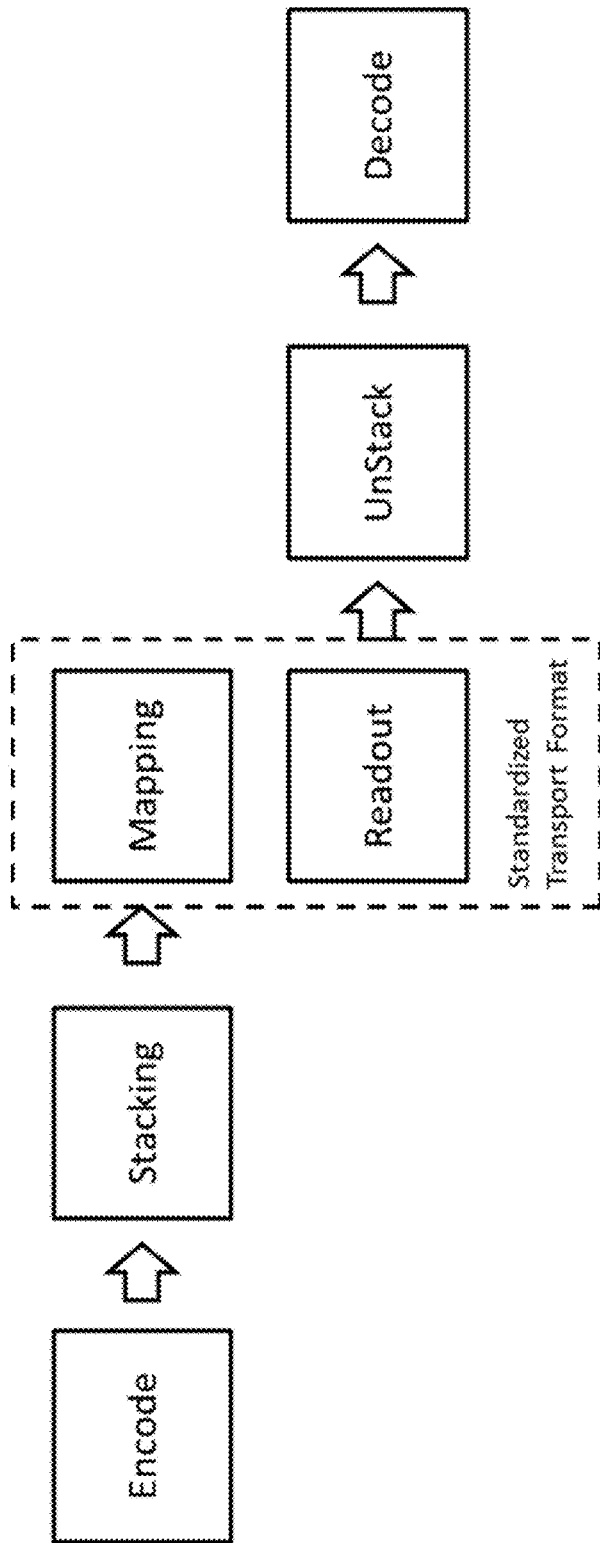 Encode
Stacking
Mapping
Readout
Standardized
Transport Format
UnStack
Decode